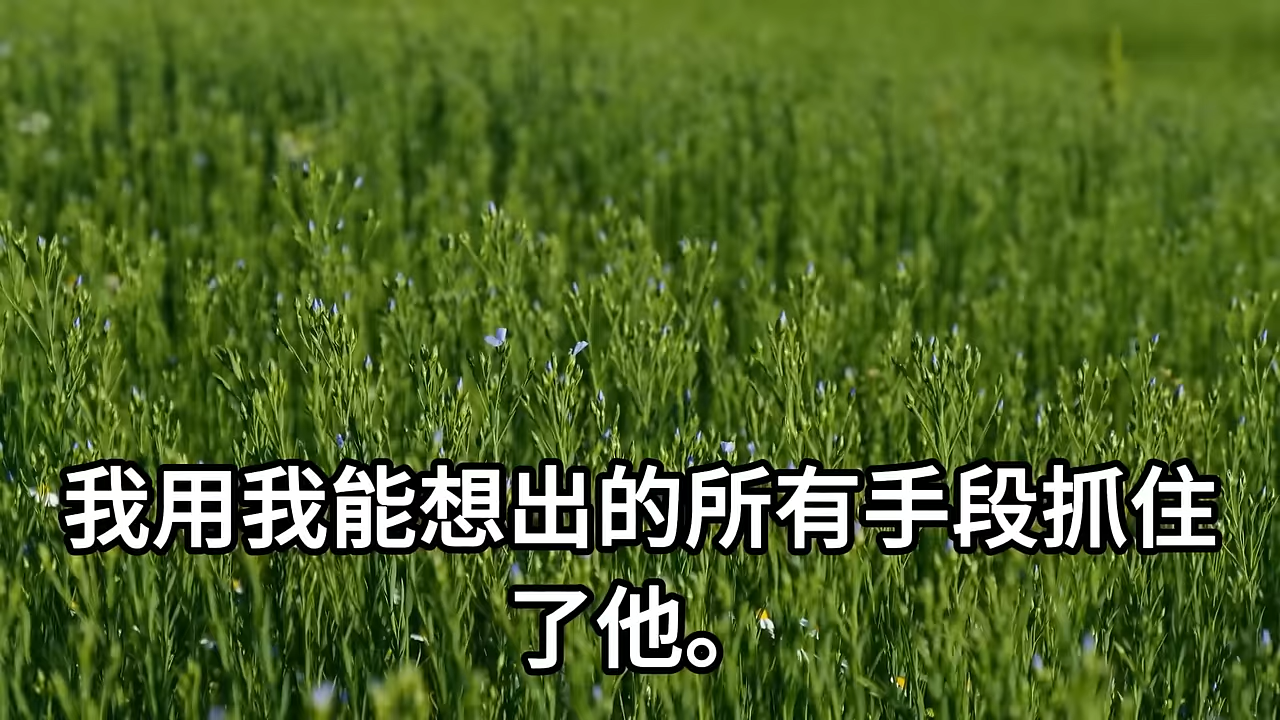 我用我能想出的所有手段抓住
了他。